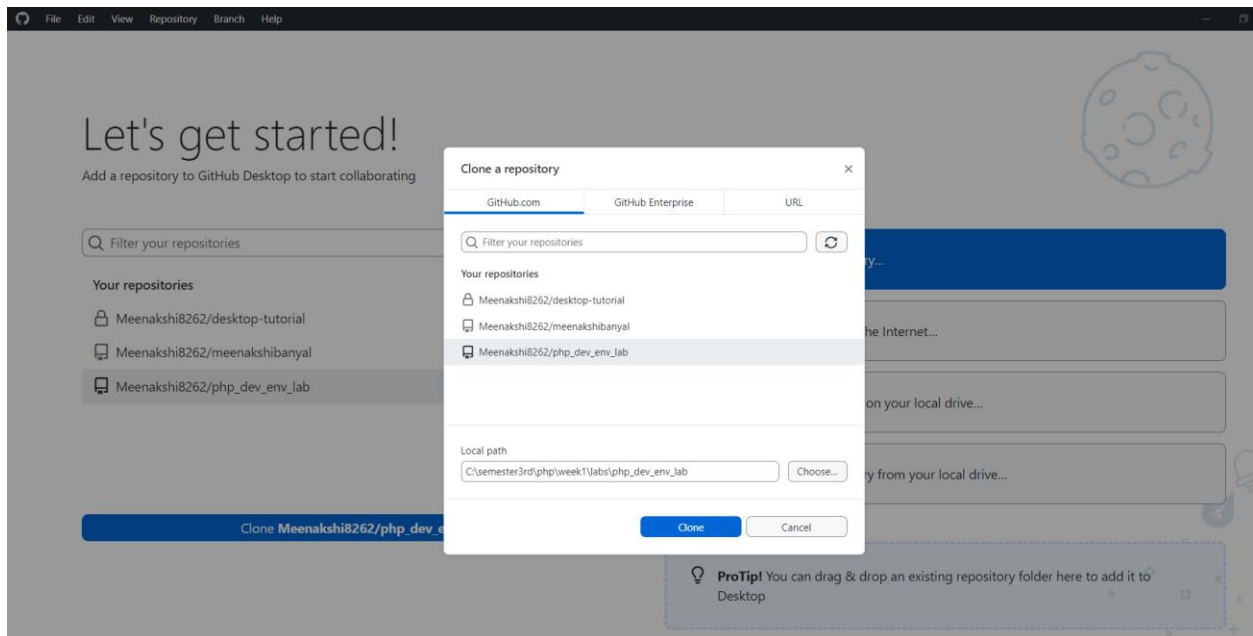 File Edit View Repository Branch Help
Let's get started!
Add a repository to GitHub Desktop to start collaborating
Filter your repositories
Your repositories
Meenakshi8262/desktop-tutorial
Meenakshi8262/meenakshibanyal
Meenakshi8262/php_dev_env_lab
Clone Meenakshi8262/php_dev_e
Clone a repository
GitHub.com GitHub Enterprise URL
Filter your repositories
Your repositories
Meenakshi8262/desktop-tutorial
Meenakshi8262/meenakshibanyal
Meenakshi8262/php_dev_env_lab
Local path
C:\semester3rd\php\week1\labs\php_dev_env_lab Choose...
Clone Cancel
ry...
he Internet...
on your local drive...
ry from your local drive...
ProTip! You can drag & drop an existing repository folder here to add it to
Desktop